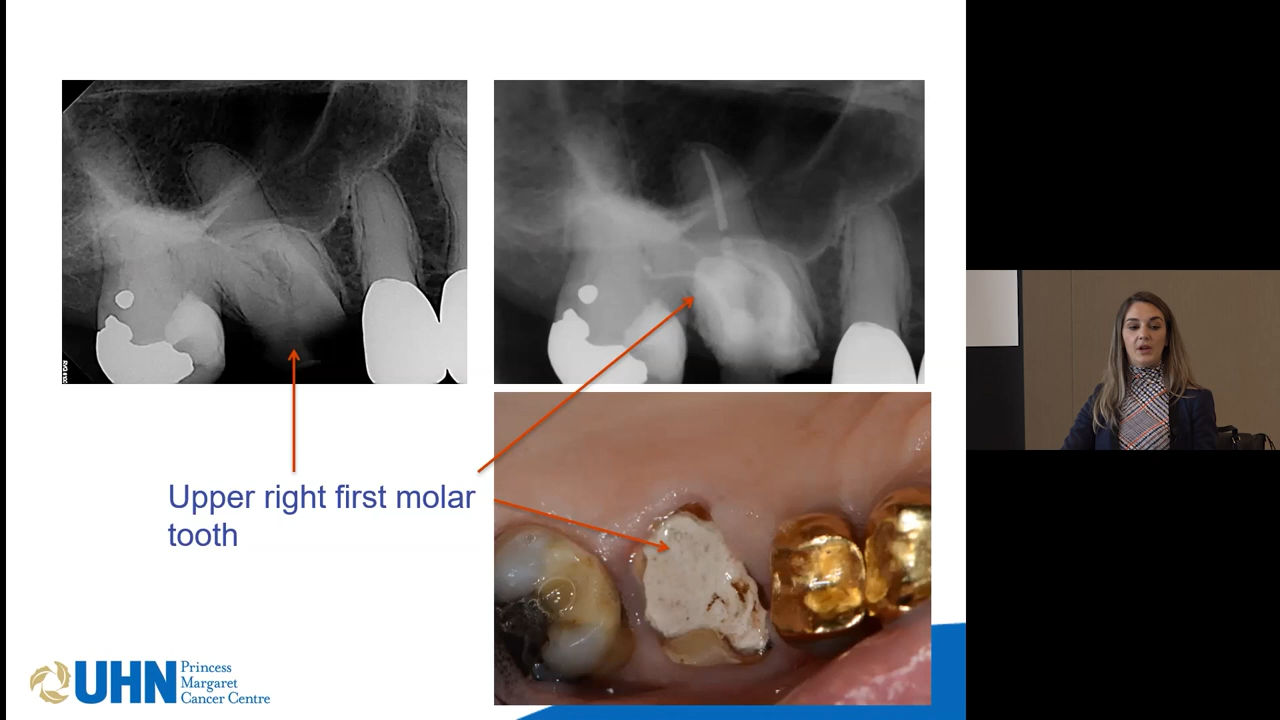 Upper right first molar
tooth
UHN
Princess
Margaret
Cancer Centre